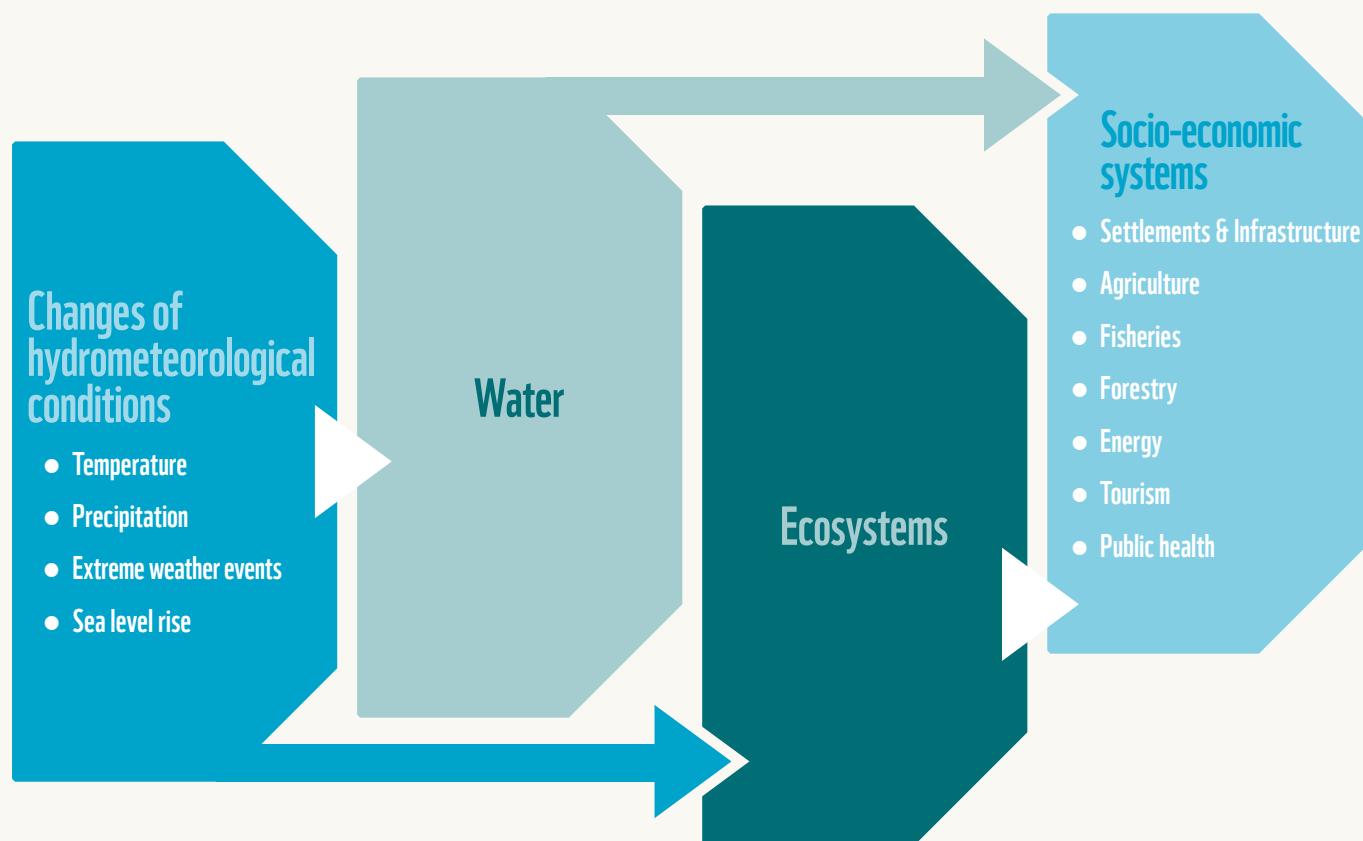 Changes of
hydrometeorological
conditions
● Temperature
● Precipitation
● Extreme weather events
● Sea level rise
Water
Ecosystems
Socio-economic
systems
● Settlements & Infrastructure
● Agriculture
● Fisheries
● Forestry
● Energy
● Tourism
● Public health